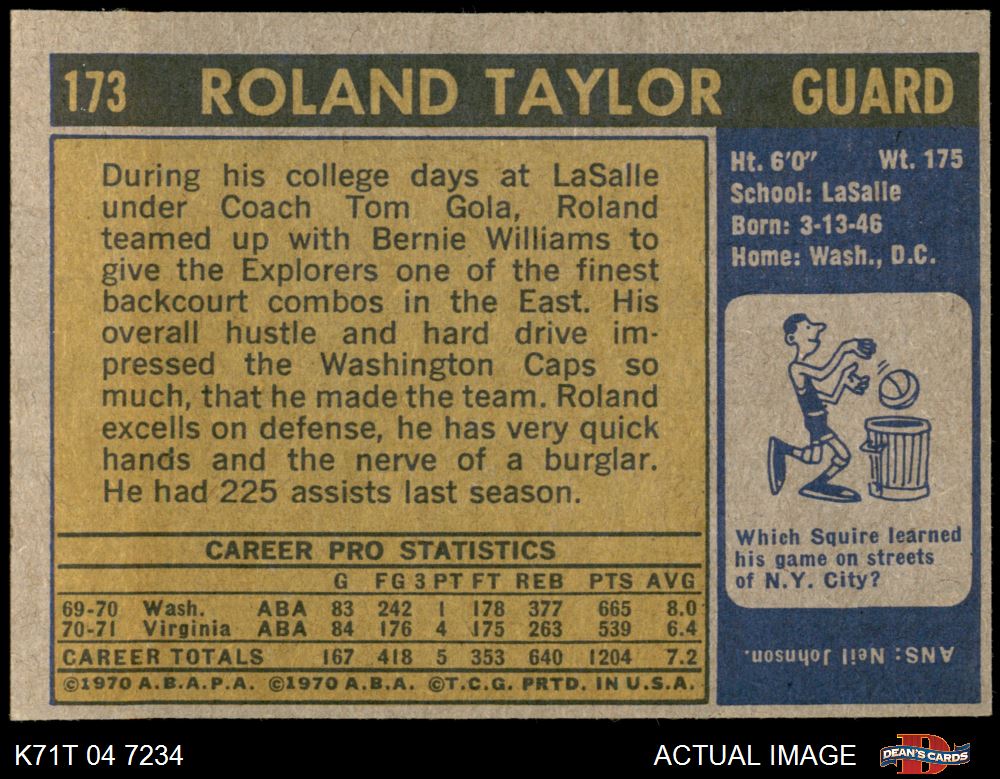 173 ROLAND TAYLOR GUARD
During his college days at LaSalle
under Coach Tom Gola, Roland
teamed up with Bernie Williams to
give the Explorers one of the finest
backcourt combos in the East. His
overall hustle and hard drive im-
pressed the Washington Caps so
much, that he made the team. Roland
excells on defense, he has very quick
hands and the nerve of a burglar.
He had 225 assists last season.
CAREER PRO STATISTICS
G FG 3 PT FT REB PTS AVG
69-70 Wash. ABA 83 242 1 178 377 665 8.0
70-71 Virginia ABA 84 176 4 175 263 539 6.4
CAREER TOTALS 167 418 5 353 640 1204 7.2
©1970 A.B.A.P.A. ©1970 A.B.A. ©T.C.G. PRTD. IN U.S.A.
Ht. 6'0" Wt. 175
School: LaSalle
Born: 3-13-46
Home: Wash., D.C.
Which Squire learned
his game on streets
of N.Y. City?
ANS: Neil Johnson.
K71T 04 7234 ACTUAL IMAGE DEAN'S CARDS